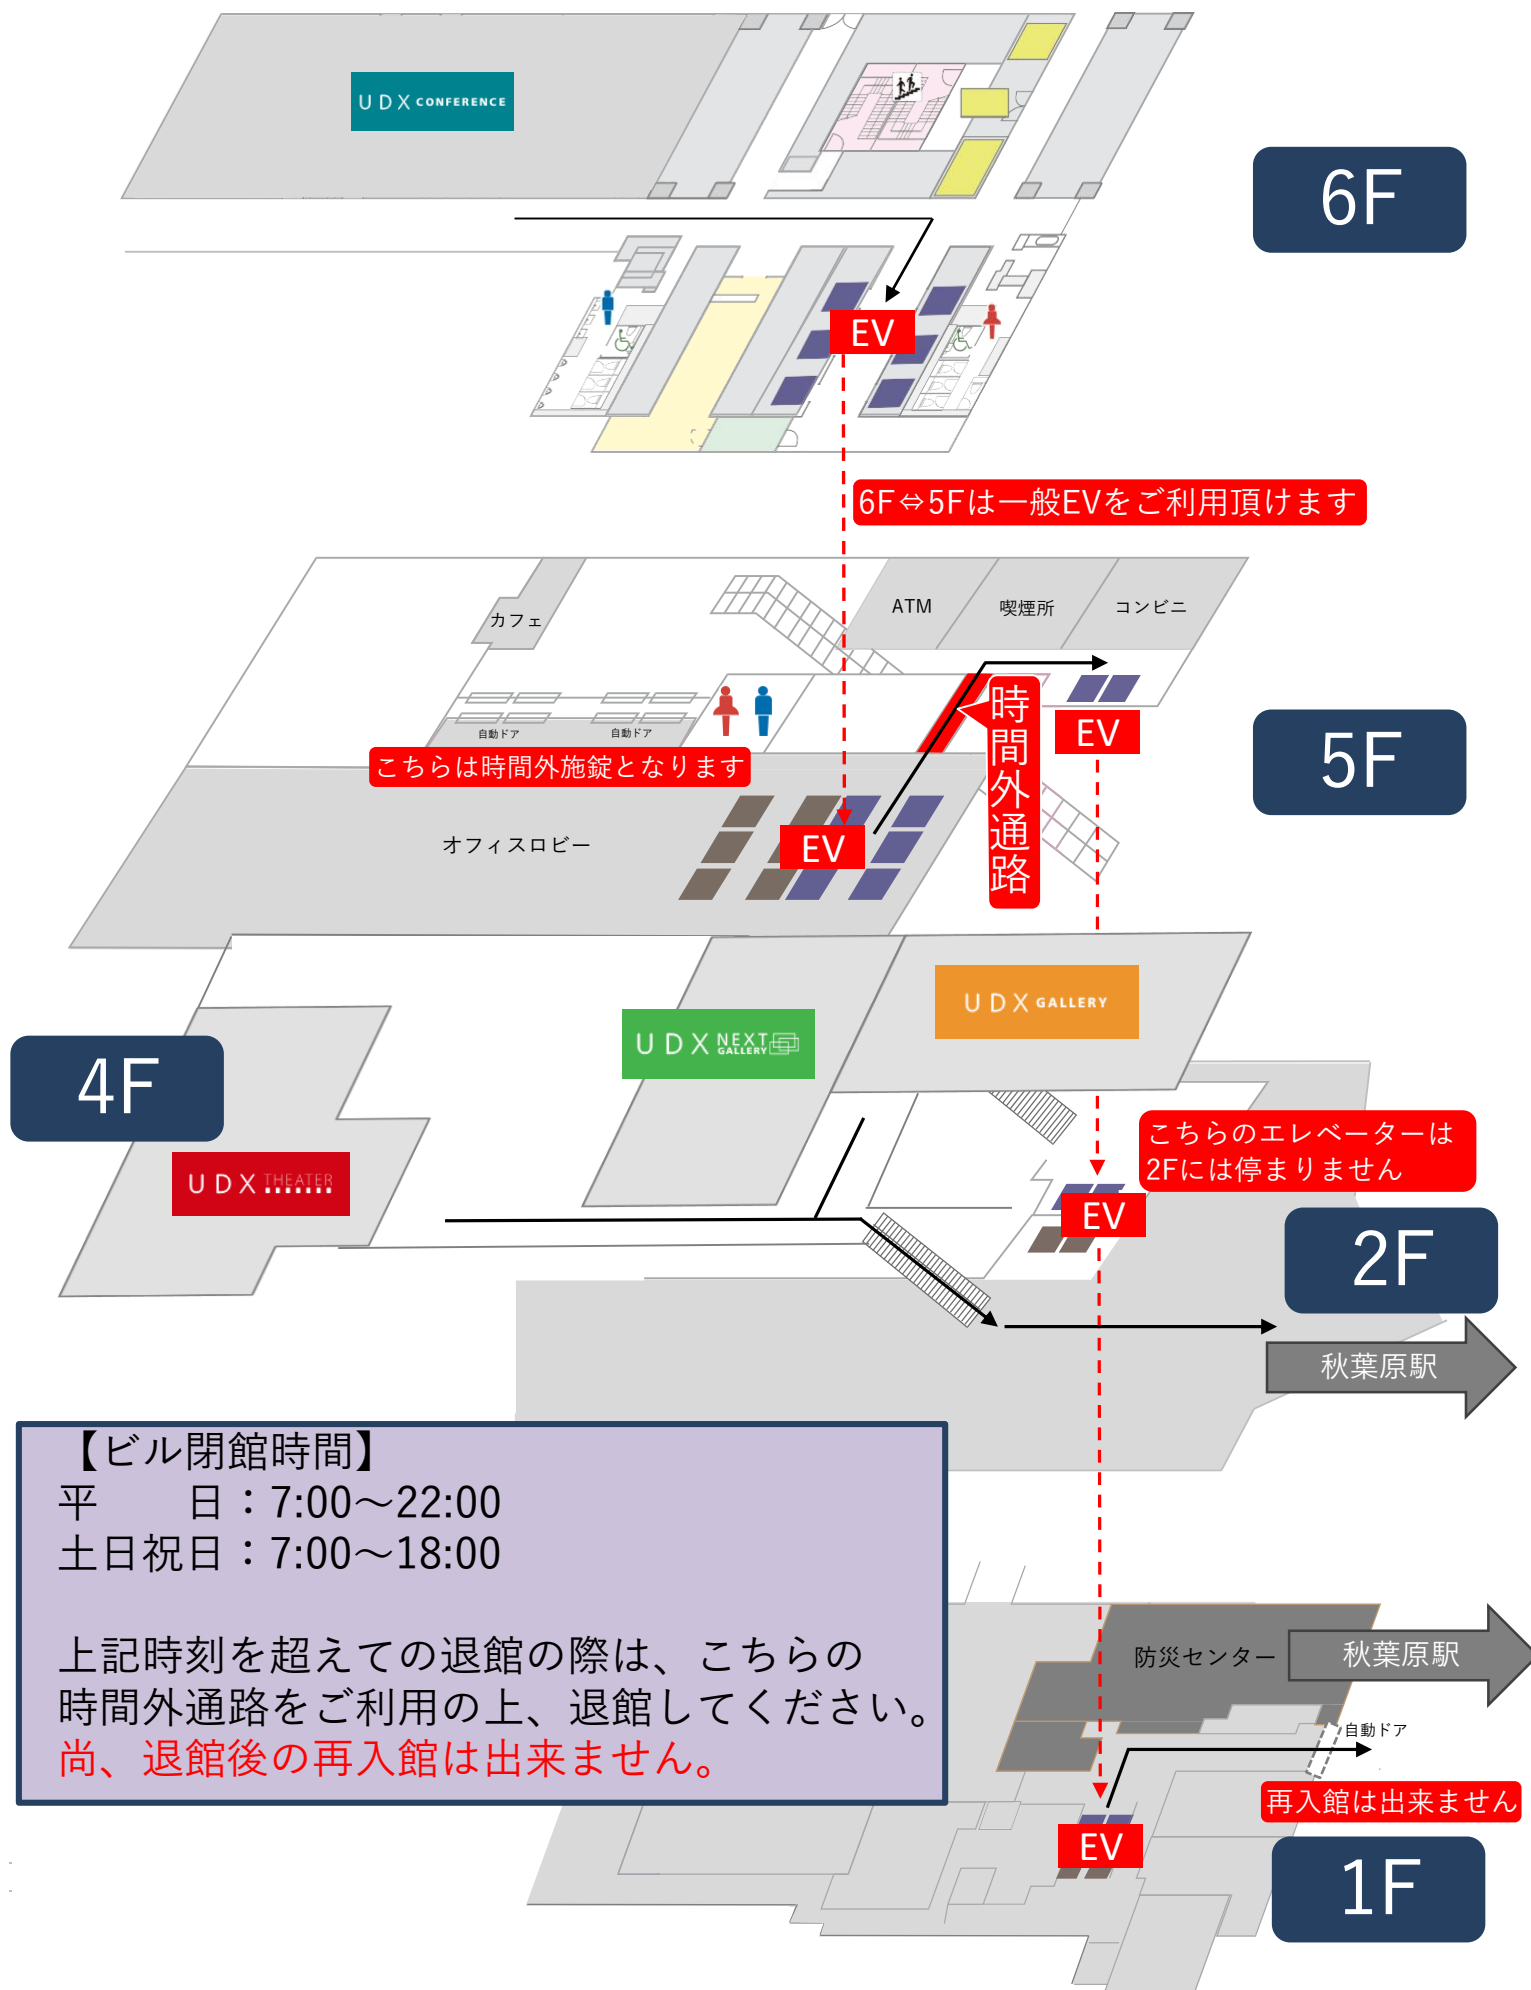 UDX CONFERENCE
6F
EV
6F⇔5Fは一般EVをご利用頂けます
カフェ
ATM
喫煙所
コンビニ
自動ドア
自動ドア
こちらは時間外施錠となります
時間外通路
EV
5F
オフィスロビー
EV
UDX GALLERY
UDX NEXT GALLERY
4F
UDX THEATER
こちらのエレベーターは
2Fには停まりません
EV
2F
秋葉原駅
【ビル閉館時間】
平　　日：7:00～22:00
土日祝日：7:00～18:00
上記時刻を超えての退館の際は、こちらの
時間外通路をご利用の上、退館してください。
尚、退館後の再入館は出来ません。
防災センター
秋葉原駅
自動ドア
再入館は出来ません
EV
1F